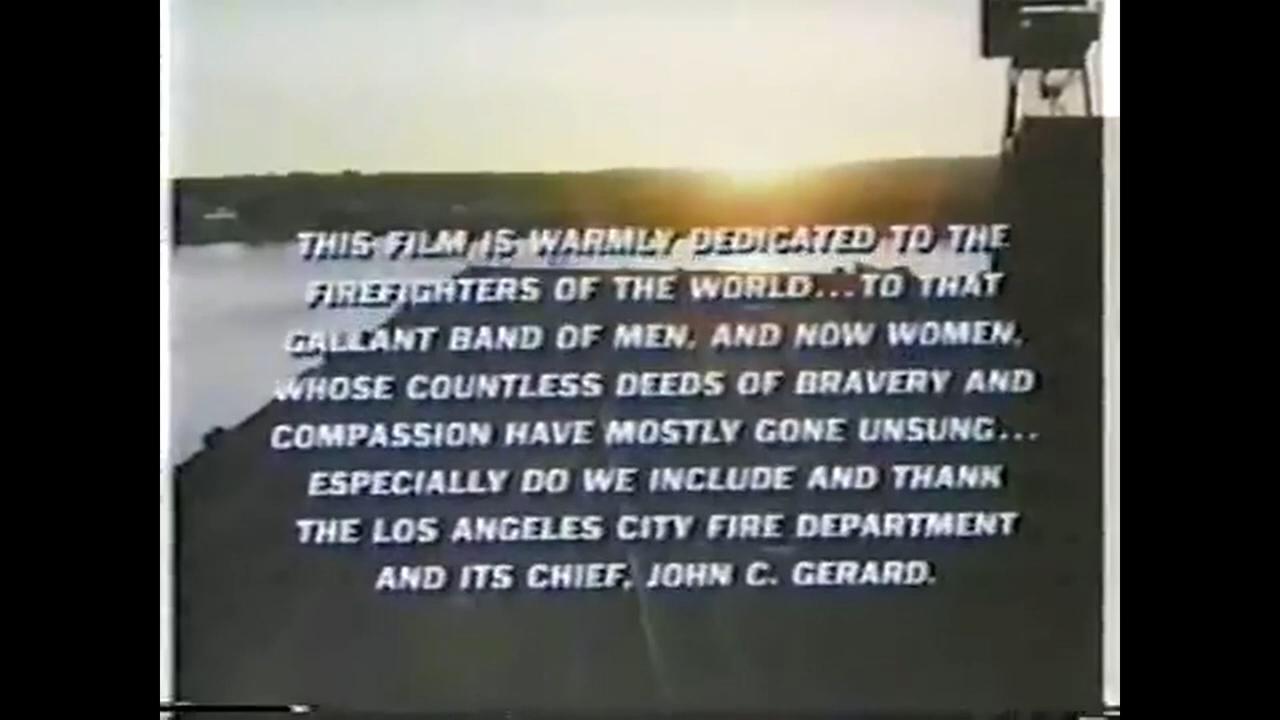 THIS FILM IS WARMLY DEDICATED TO THE
FIREFIGHTERS OF THE WORLD...TO THAT
GALLANT BAND OF MEN, AND NOW WOMEN,
WHOSE COUNTLESS DEEDS OF BRAVERY AND
COMPASSION HAVE MOSTLY GONE UNSUNG...
ESPECIALLY DO WE INCLUDE AND THANK
THE LOS ANGELES CITY FIRE DEPARTMENT
AND ITS CHIEF, JOHN C. GERARD.